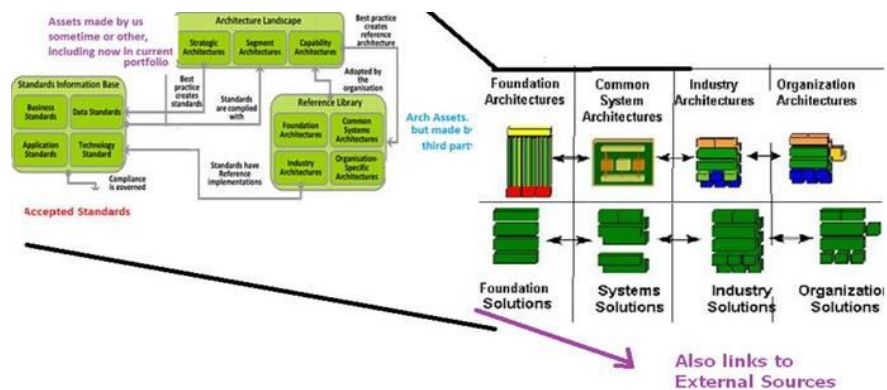 Assets made by us
sometime or other,
including now in current
portfolio
Architecture Landscape
Strategic
Architectures
Segment
Architectures
Capability
Architectures
Best practice
creates
reference
architecture
Standards Information Base
Business
Standards
Data Standards
Application
Standards
Technology
Standard
Best
practice
creates
standards
Standards
are complied
with
Adopted by
the
organisation
Reference Library
Foundation
Architectures
Common
Systems
Architectures
Industry
Architectures
Organisation-
Specific
Architectures
Standards have
Reference
implementations
Compliance
is governed
Accepted Standards
Arch Assets.
but made by
third party
Foundation
Architectures
Common
System
Architectures
Industry
Architectures
Organization
Architectures
Foundation
Solutions
Systems
Solutions
Industry
Solutions
Organization
Solutions
Also links to
External Sources